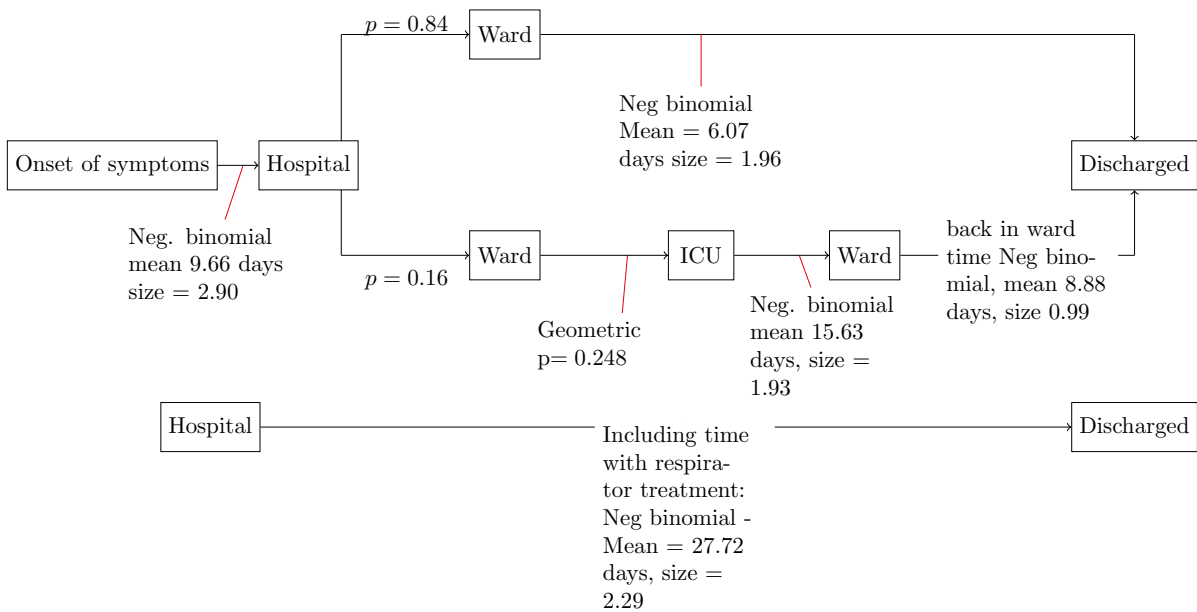 p = 0.84
Ward
Neg binomial
Mean = 6.07
days size = 1.96
Onset of symptoms
Hospital
Discharged
Neg. binomial
mean 9.66 days
size = 2.90
p = 0.16
Ward
ICU
Ward
back in ward
time Neg bino-
mial, mean 8.88
days, size 0.99
Geometric
p= 0.248
Neg. binomial
mean 15.63
days, size =
1.93
Hospital
Discharged
Including time
with respira-
tor treatment:
Neg binomial -
Mean = 27.72
days, size =
2.29